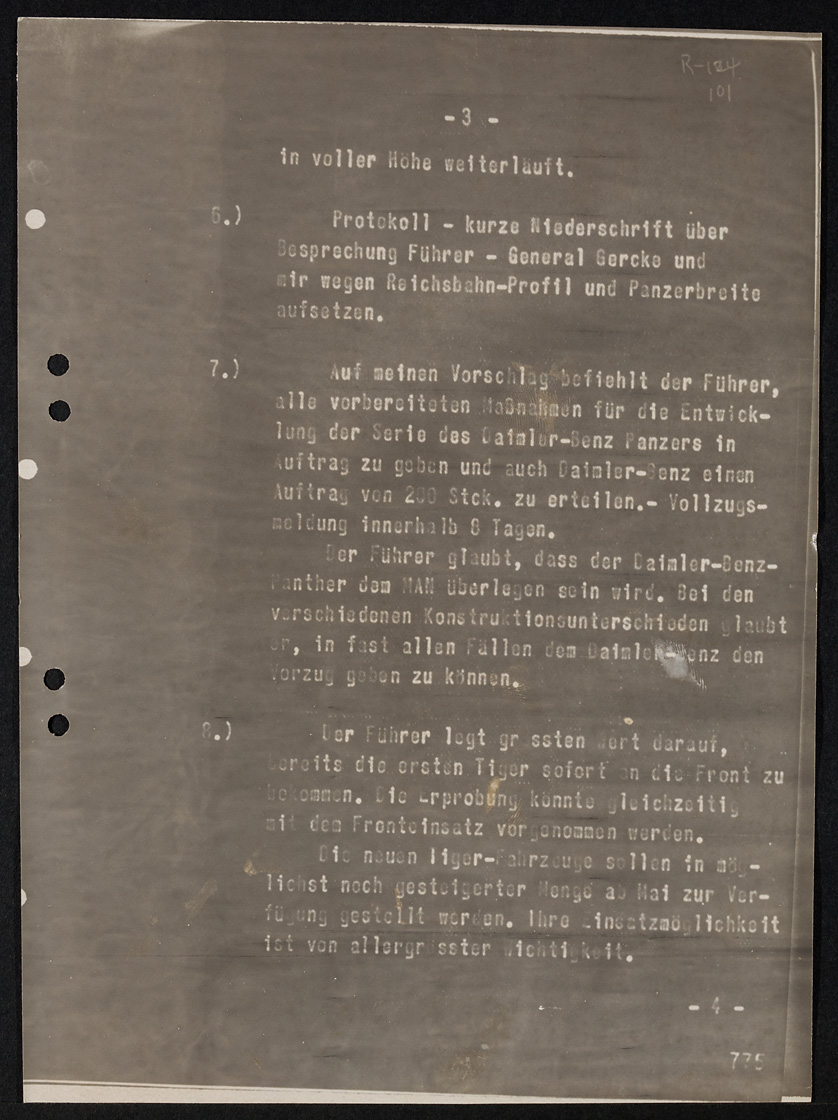 R-124
101
- 3 -
in voller Höhe weiterläuft.
6.) Protokoll - kurze Niederschrift über
Besprechung Führer - General Gercke und
mir wegen Reichsbahn-Profil und Panzerbreite
aufsetzen.
7.) Auf meinen Vorschlag befiehlt der Führer,
alle vorbereiteten Maßnahmen für die Entwick-
lung der Serie des Daimler-Benz Panzers in
Auftrag zu geben und auch Daimler-Benz einen
Auftrag von 200 Stck. zu erteilen.- Vollzugs-
meldung innerhalb 8 Tagen.
Der Führer glaubt, dass der Daimler-Benz-
Panther dem MAN überlegen sein wird. Bei den
verschiedenen Konstruktionsunterschieden glaubt
er, in fast allen Fällen dem Daimler-Benz den
Vorzug geben zu können.
8.) Der Führer legt gr ssten Wert darauf,
bereits die ersten Tiger sofort an die Front zu
bekommen. Die Erprobung könnte gleichzeitig
mit dem Fronteinsatz vorgenommen werden.
Die neuen Tiger-Fahrzeuge sollen in mög-
lichst noch gesteigerter Menge ab Mai zur Ver-
fügung gestellt werden. Ihre Einsatzmöglichkeit
ist von allergrösster Wichtigkeit.
- 4 -
776